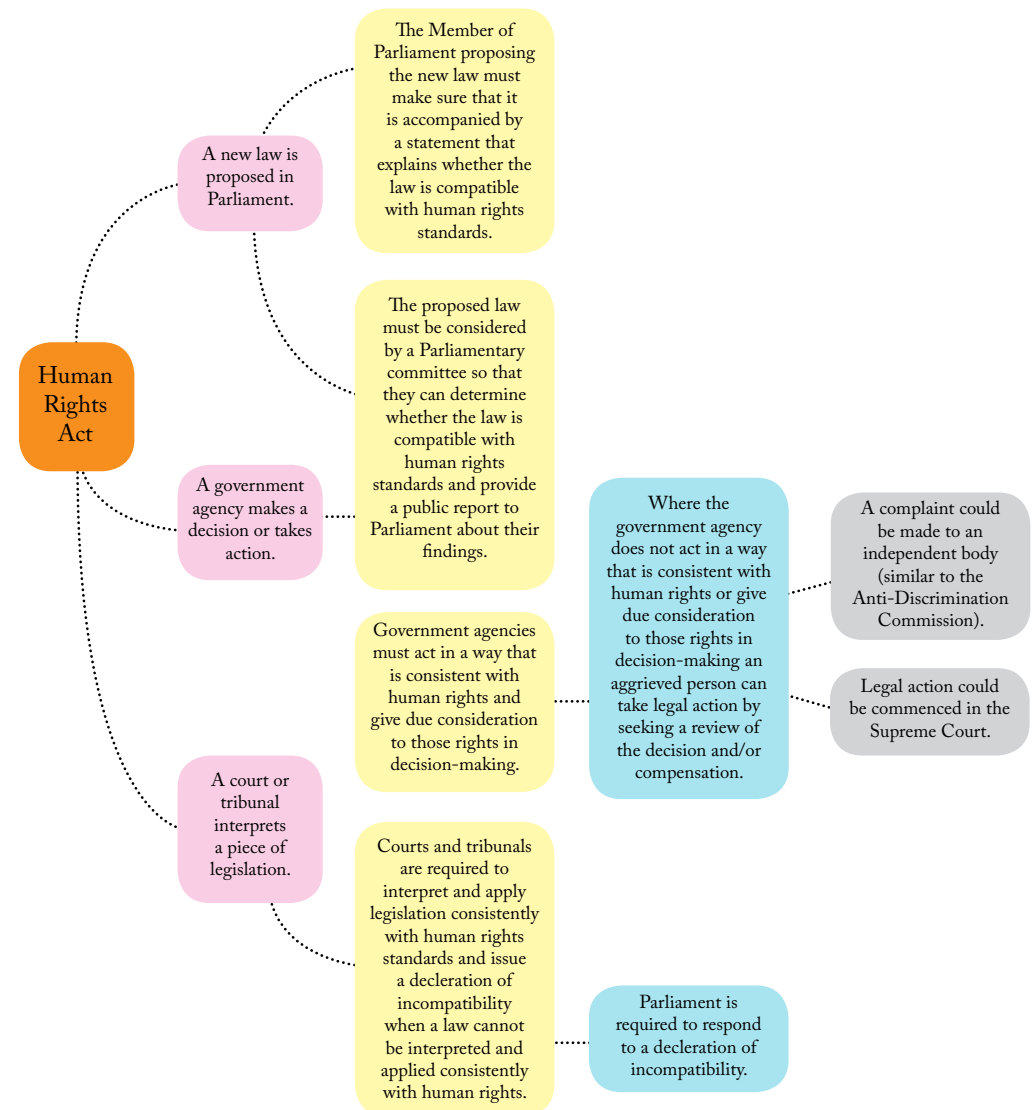 The Member of
Parliament proposing
the new law must
make sure that it
is accompanied by
a statement that
explains whether the
law is compatible
with human rights
standards.
A new law is
proposed in
Parliament.
The proposed law
must be considered
by a Parliamentary
committee so that
they can determine
whether the law is
compatible with
human rights
standards and provide
a public report to
Parliament about their
findings.
Human
Rights
Act
A government
agency makes a
decision or takes
action.
Where the
government agency
does not act in a way
that is consistent with
human rights or give
due consideration
to those rights in
decision-making an
aggrieved person can
take legal action by
seeking a review of
the decision and/or
compensation.
A complaint could
be made to an
independent body
(similar to the
Anti-Discrimination
Commission).
Government agencies
must act in a way that
is consistent with
human rights and
give due consideration
to those rights in
decision-making.
Legal action could
be commenced in the
Supreme Court.
A court or
tribunal
interprets
a piece of
legislation.
Courts and tribunals
are required to
interpret and apply
legislation consistently
with human rights
standards and issue
a decleration of
incompatibility
when a law cannot
be interpreted and
applied consistently
with human rights.
Parliament is
required to respond
to a decleration of
incompatibility.